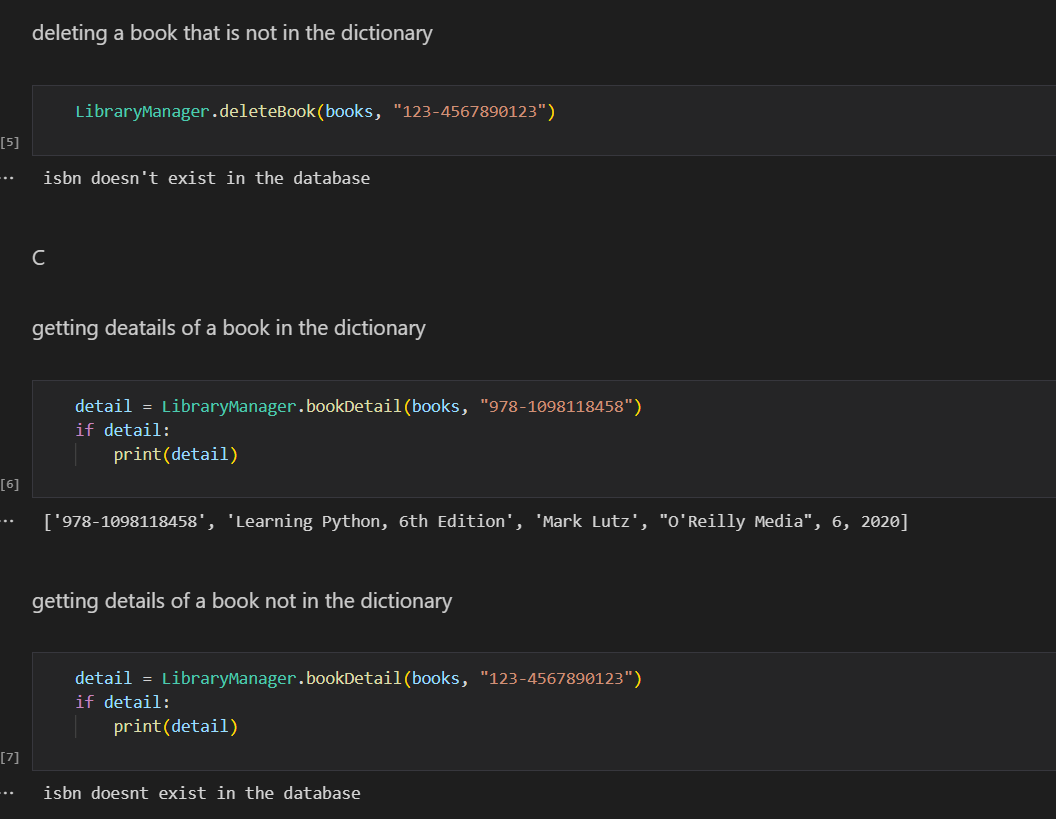 deleting a book that is not in the dictionary
LibraryManager.deleteBook(books, "123-4567890123")
[5]
... isbn doesn't exist in the database
C
getting deatails of a book in the dictionary
detail = LibraryManager.bookDetail(books, "978-1098118458")
if detail:
    print(detail)
[6]
... ['978-1098118458', 'Learning Python, 6th Edition', 'Mark Lutz', "O'Reilly Media", 6, 2020]
getting details of a book not in the dictionary
detail = LibraryManager.bookDetail(books, "123-4567890123")
if detail:
    print(detail)
[7]
... isbn doesnt exist in the database